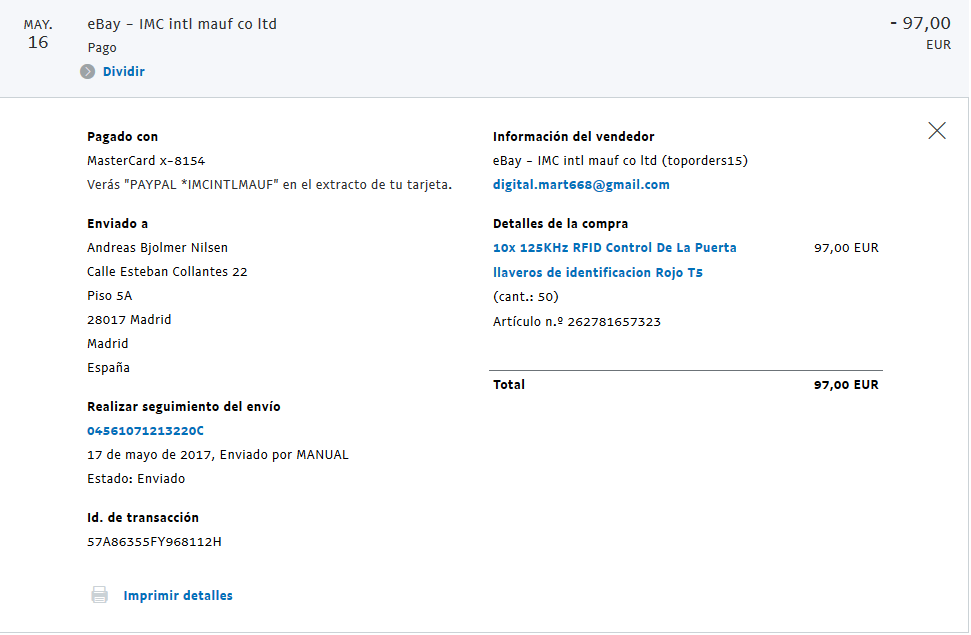 MAY.
16
eBay - IMC intl mauf co ltd
Pago
Dividir
- 97,00
EUR
Pagado con
MasterCard x-8154
Verás "PAYPAL *IMCINTLMAUF" en el extracto de tu tarjeta.
Enviado a
Andreas Bjolmer Nilsen
Calle Esteban Collantes 22
Piso 5A
28017 Madrid
Madrid
España
Realizar seguimiento del envío
04561071213220C
17 de mayo de 2017, Enviado por MANUAL
Estado: Enviado
Id. de transacción
57A86355FY968112H
Imprimir detalles
Información del vendedor
eBay - IMC intl mauf co ltd (toporders15)
digital.mart668@gmail.com
Detalles de la compra
10x 125KHz RFID Control De La Puerta 97,00 EUR
llaveros de identificacion Rojo T5
(cant.: 50)
Artículo n.º 262781657323
Total 97,00 EUR